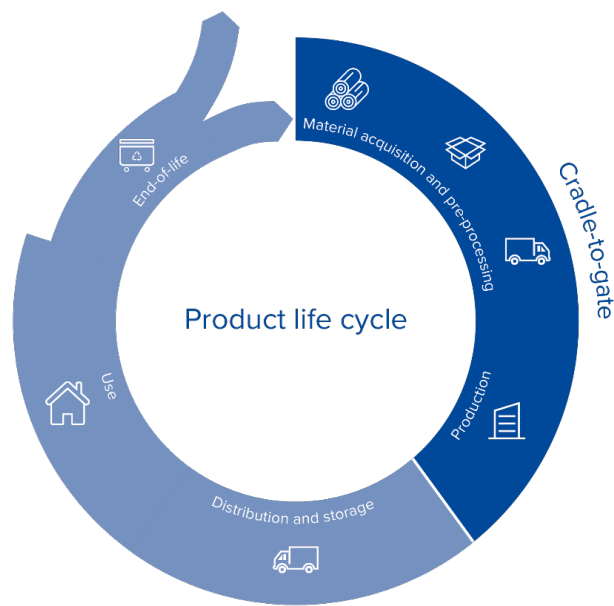 Product life cycle
Material acquisition and pre-processing
Cradle-to-gate
Production
Distribution and storage
Use
End-of-life